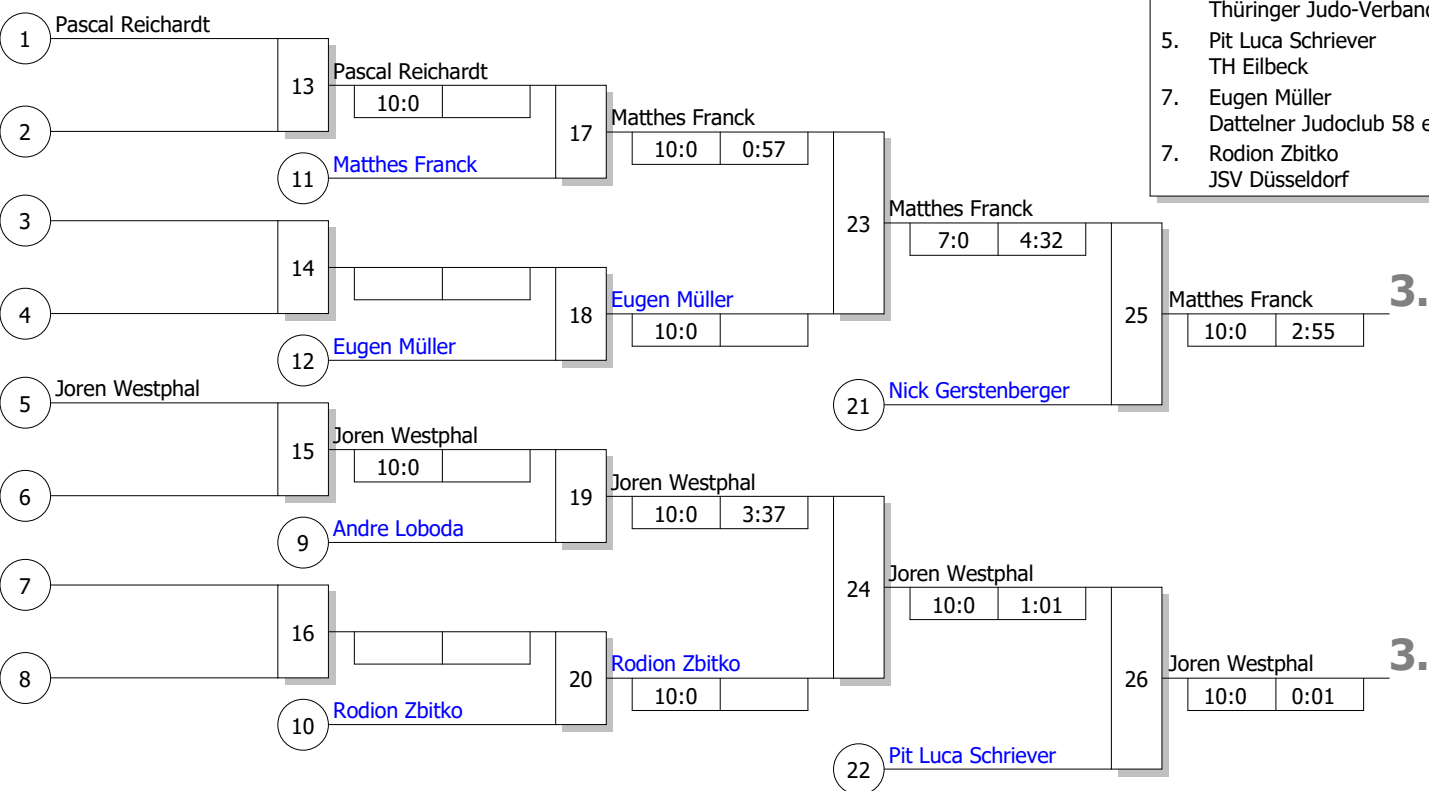 Thüringer Judo-Verband
5. Pit Luca Schriever
TH Eilbeck
7. Eugen Müller
Dattelner Judoclub 58 e
7. Rodion Zbitko
JSV Düsseldorf
1 Pascal Reichardt
13 Pascal Reichardt
10:0
2
17 Matthes Franck
10:0 0:57
11 Matthes Franck
3
23 Matthes Franck
7:0 4:32
14
4
18 Eugen Müller
10:0
12 Eugen Müller
25 Matthes Franck 3.
10:0 2:55
21 Nick Gerstenberger
5 Joren Westphal
15 Joren Westphal
10:0
6
19 Joren Westphal
10:0 3:37
9 Andre Loboda
7
24 Joren Westphal
10:0 1:01
16
8
20 Rodion Zbitko
10:0
10 Rodion Zbitko
26 Joren Westphal 3.
10:0 0:01
22 Pit Luca Schriever